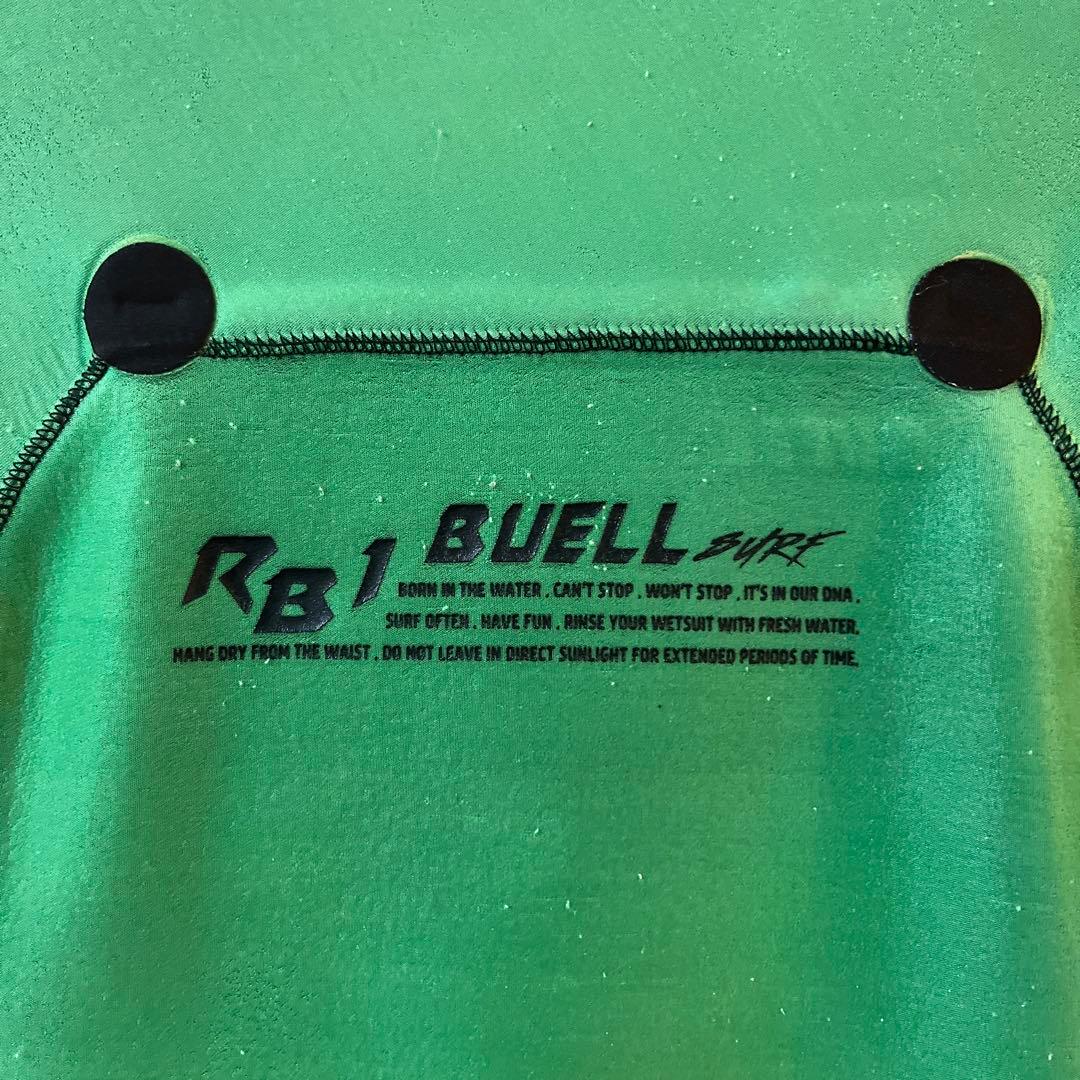 RB1 BUELL SURF
BORN IN THE WATER . CAN'T STOP . WON'T STOP . IT'S IN OUR DNA .
SURF OFTEN . HAVE FUN . RINSE YOUR WETSUIT WITH FRESH WATER.
HANG DRY FROM THE WAIST . DO NOT LEAVE IN DIRECT SUNLIGHT FOR EXTENDED PERIODS OF TIME.